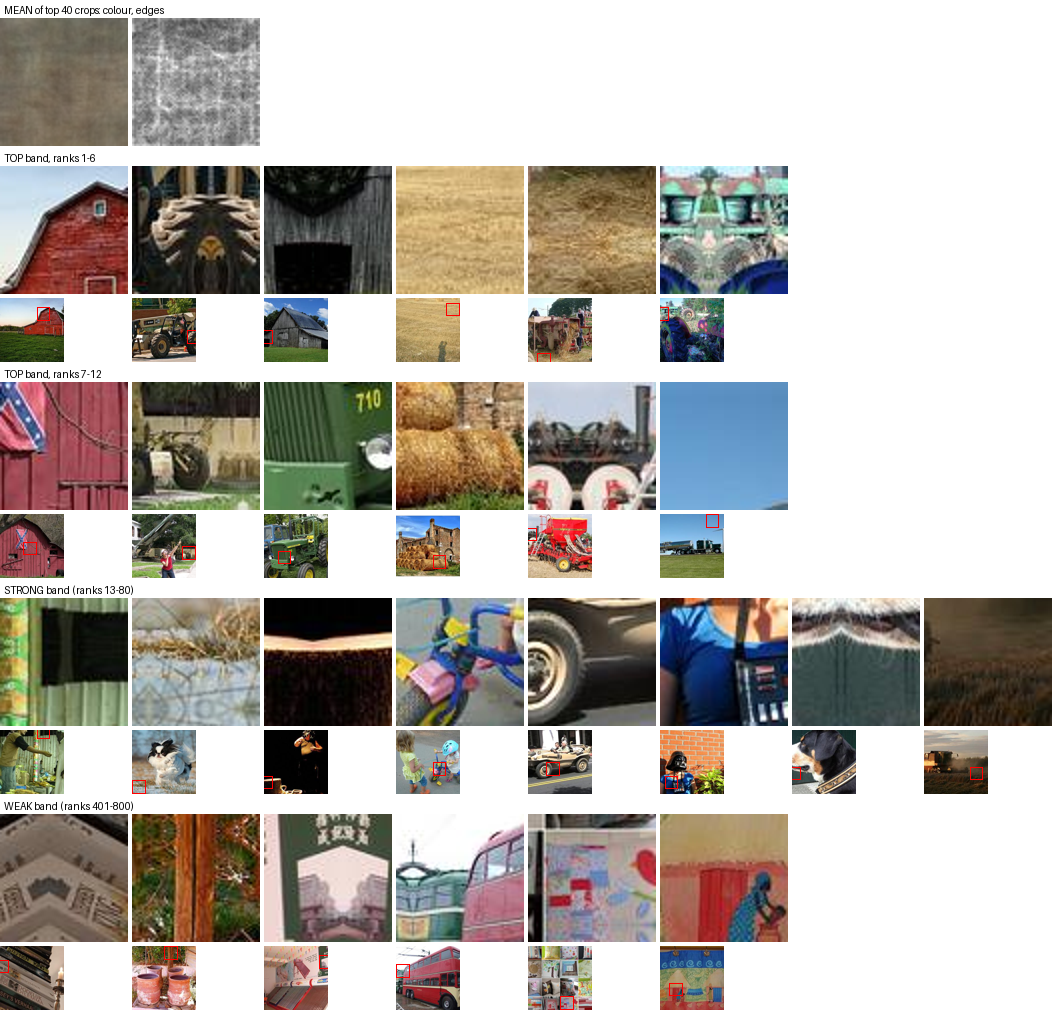 MEAN of top 40 crops: colour, edges
TOP band, ranks 1-6
TOP band, ranks 7-12
710
STRONG band (ranks 13-80)
WEAK band (ranks 401-800)